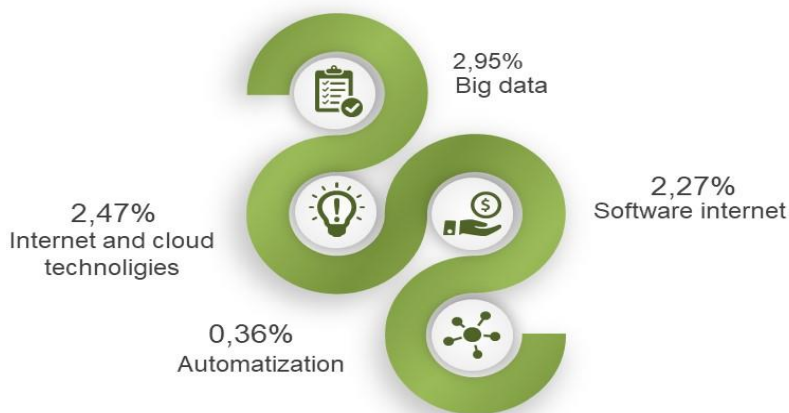 2,95%
Big data
2,47%
Internet and cloud
technoligies
2,27%
Software internet
0,36%
Automatization